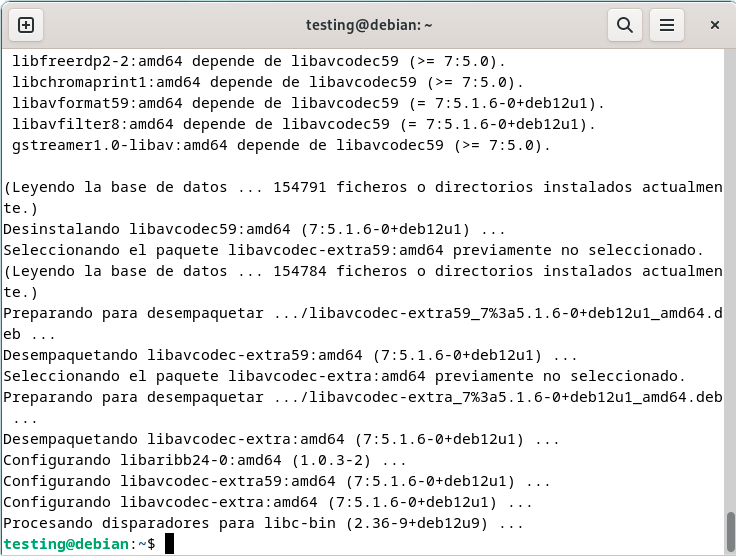 testing@debian: ~
libfreerdp2-2:amd64 depende de libavcodec59 (>= 7:5.0).
libchromaprint1:amd64 depende de libavcodec59 (>= 7:5.0).
libavformat59:amd64 depende de libavcodec59 (= 7:5.1.6-0+deb12u1).
libavfilter8:amd64 depende de libavcodec59 (= 7:5.1.6-0+deb12u1).
gstreamer1.0-libav:amd64 depende de libavcodec59 (>= 7:5.0).
(Leyendo la base de datos ... 154791 ficheros o directorios instalados actualmen
te.)
Desinstalando libavcodec59:amd64 (7:5.1.6-0+deb12u1) ...
Seleccionando el paquete libavcodec-extra59:amd64 previamente no seleccionado.
(Leyendo la base de datos ... 154784 ficheros o directorios instalados actualmen
te.)
Preparando para desempaquetar .../libavcodec-extra59_7%3a5.1.6-0+deb12u1_amd64.d
eb ...
Desempaquetando libavcodec-extra59:amd64 (7:5.1.6-0+deb12u1) ...
Seleccionando el paquete libavcodec-extra:amd64 previamente no seleccionado.
Preparando para desempaquetar .../libavcodec-extra_7%3a5.1.6-0+deb12u1_amd64.deb
...
Desempaquetando libavcodec-extra:amd64 (7:5.1.6-0+deb12u1) ...
Configurando libaribb24-0:amd64 (1.0.3-2) ...
Configurando libavcodec-extra59:amd64 (7:5.1.6-0+deb12u1) ...
Configurando libavcodec-extra:amd64 (7:5.1.6-0+deb12u1) ...
Procesando disparadores para libc-bin (2.36-9+deb12u9) ...
testing@debian:~$